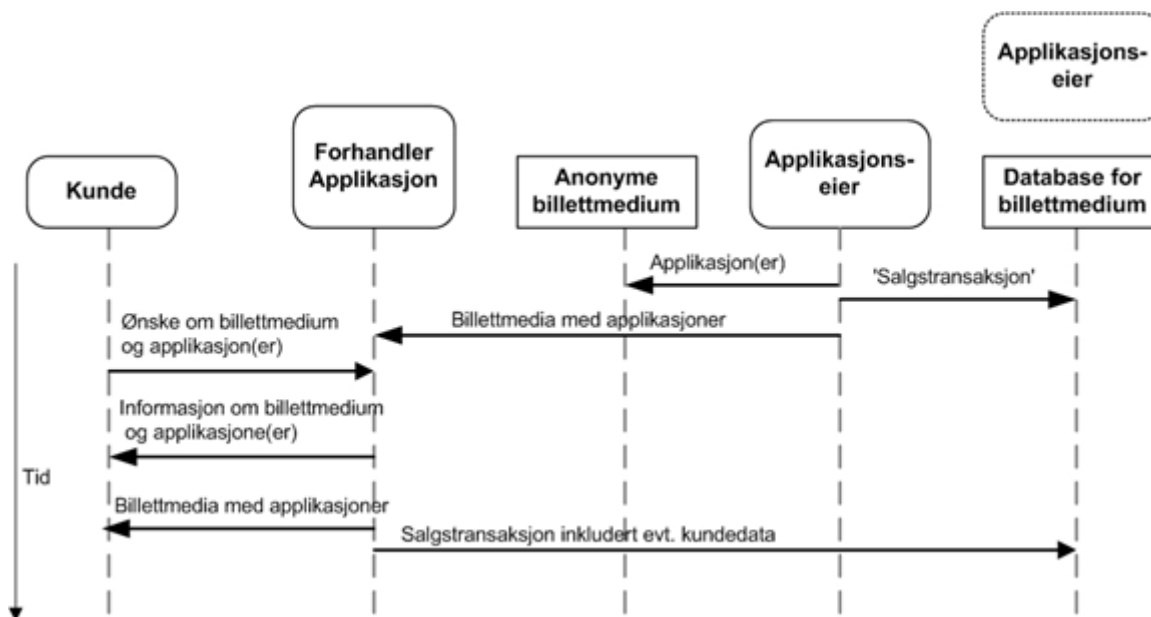 Applikasjons-
eier
Kunde
Forhandler
Applikasjon
Anonyme
billettmedium
Applikasjons-
eier
Database for
billettmedium
Applikasjon(er)
'Salgstransaksjon'
Billettmedia med applikasjoner
Ønske om billettmedium
og applikasjon(er)
Informasjon om billettmedium
og applikasjone(er)
Tid
Billettmedia med applikasjoner
Salgstransaksjon inkludert evt. kundedata